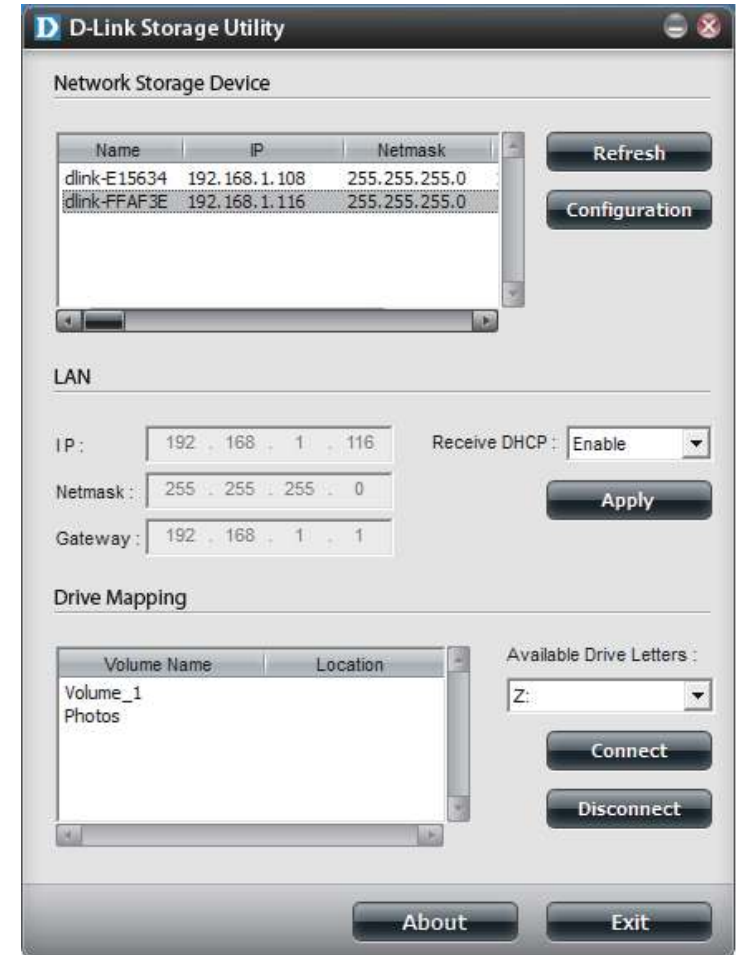 D D-Link Storage Utility
Network Storage Device
Name IP Netmask
dlink-E15634 192.168.1.108 255.255.255.0
dlink-FFAF3E 192.168.1.116 255.255.255.0
Refresh
Configuration
LAN
IP: 192 . 168 . 1 . 116
Receive DHCP : Enable
Netmask : 255 . 255 . 255 . 0
Apply
Gateway : 192 . 168 . 1 . 1
Drive Mapping
Volume Name Location
Volume_1
Photos
Available Drive Letters :
Z:
Connect
Disconnect
About
Exit